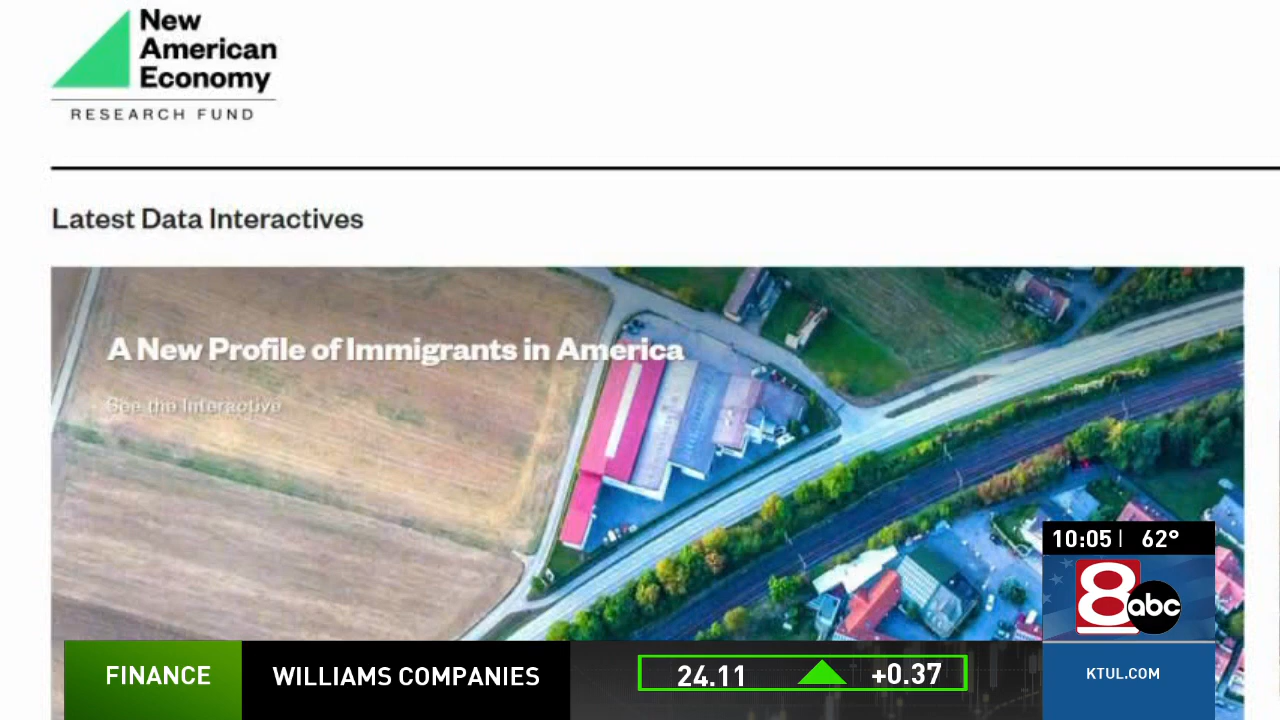 New
American
Economy
RESEARCH FUND
Latest Data Interactives
A New Profile of Immigrants in America
See the Interactive
10:05 | 62°
8 abc
FINANCE WILLIAMS COMPANIES 24.11 +0.37 KTUL.COM